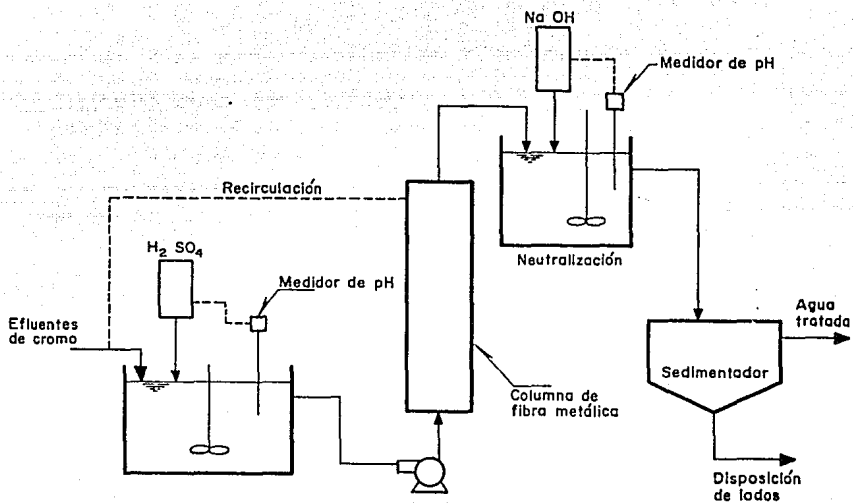 Na OH
Medidor de pH
Recirculación
H2 SO4
Neutralización
Medidor de pH
Efluentes
de cromo
Agua
tratada
Sedimentador
Columna de
fibra metálica
Disposición
de lodos